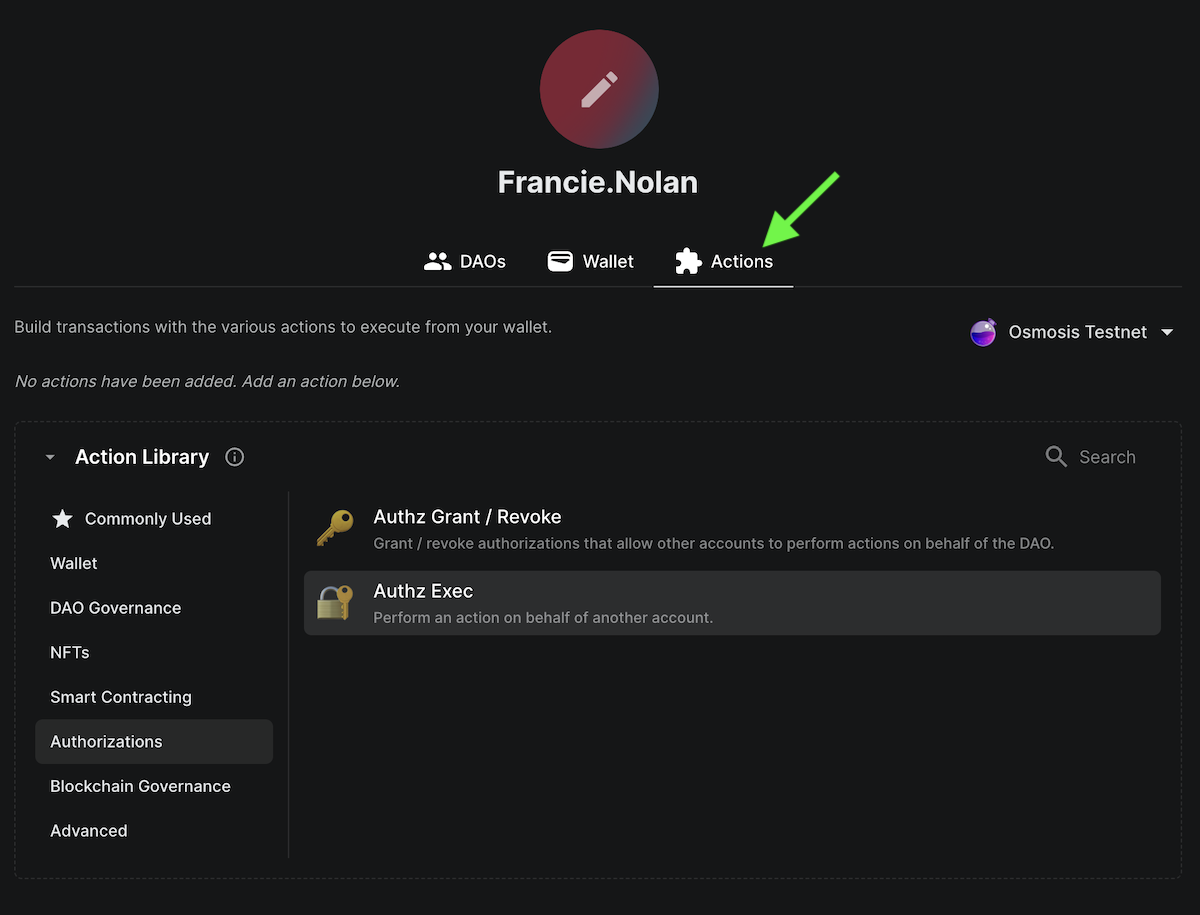 Francie.Nolan
DAOs
Wallet
Actions
Build transactions with the various actions to execute from your wallet.
Osmosis Testnet
No actions have been added. Add an action below.
Action Library
Search
Commonly Used
Wallet
DAO Governance
NFTs
Smart Contracting
Authorizations
Blockchain Governance
Advanced
Authz Grant / Revoke
Grant / revoke authorizations that allow other accounts to perform actions on behalf of the DAO.
Authz Exec
Perform an action on behalf of another account.